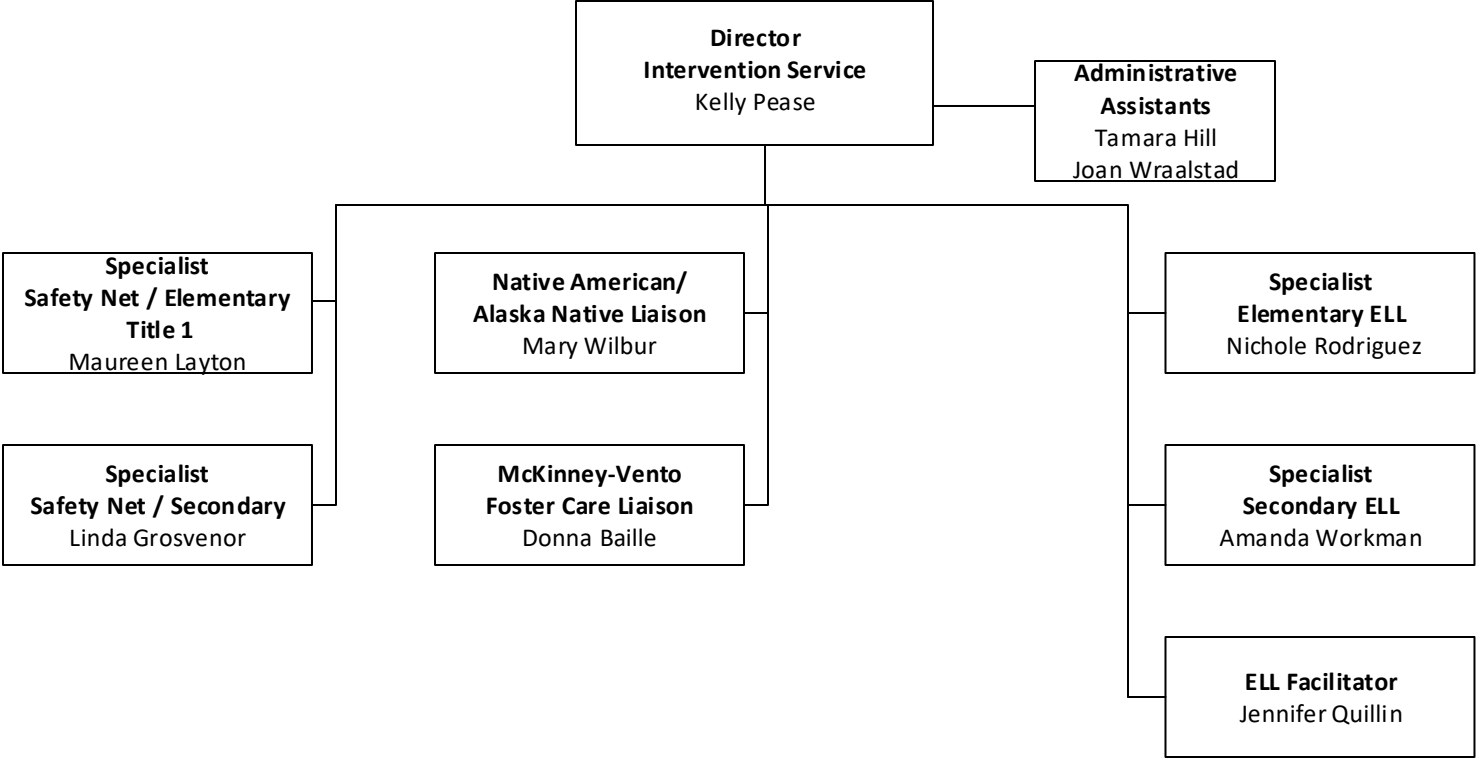 Director
Intervention Service
Kelly Pease
Administrative
Assistants
Tamara Hill
Joan Wraalstad
Specialist
Safety Net / Elementary
Title 1
Maureen Layton
Native American/
Alaska Native Liaison
Mary Wilbur
Specialist
Elementary ELL
Nichole Rodriguez
Specialist
Safety Net / Secondary
Linda Grosvenor
McKinney-Vento
Foster Care Liaison
Donna Baille
Specialist
Secondary ELL
Amanda Workman
ELL Facilitator
Jennifer Quillin